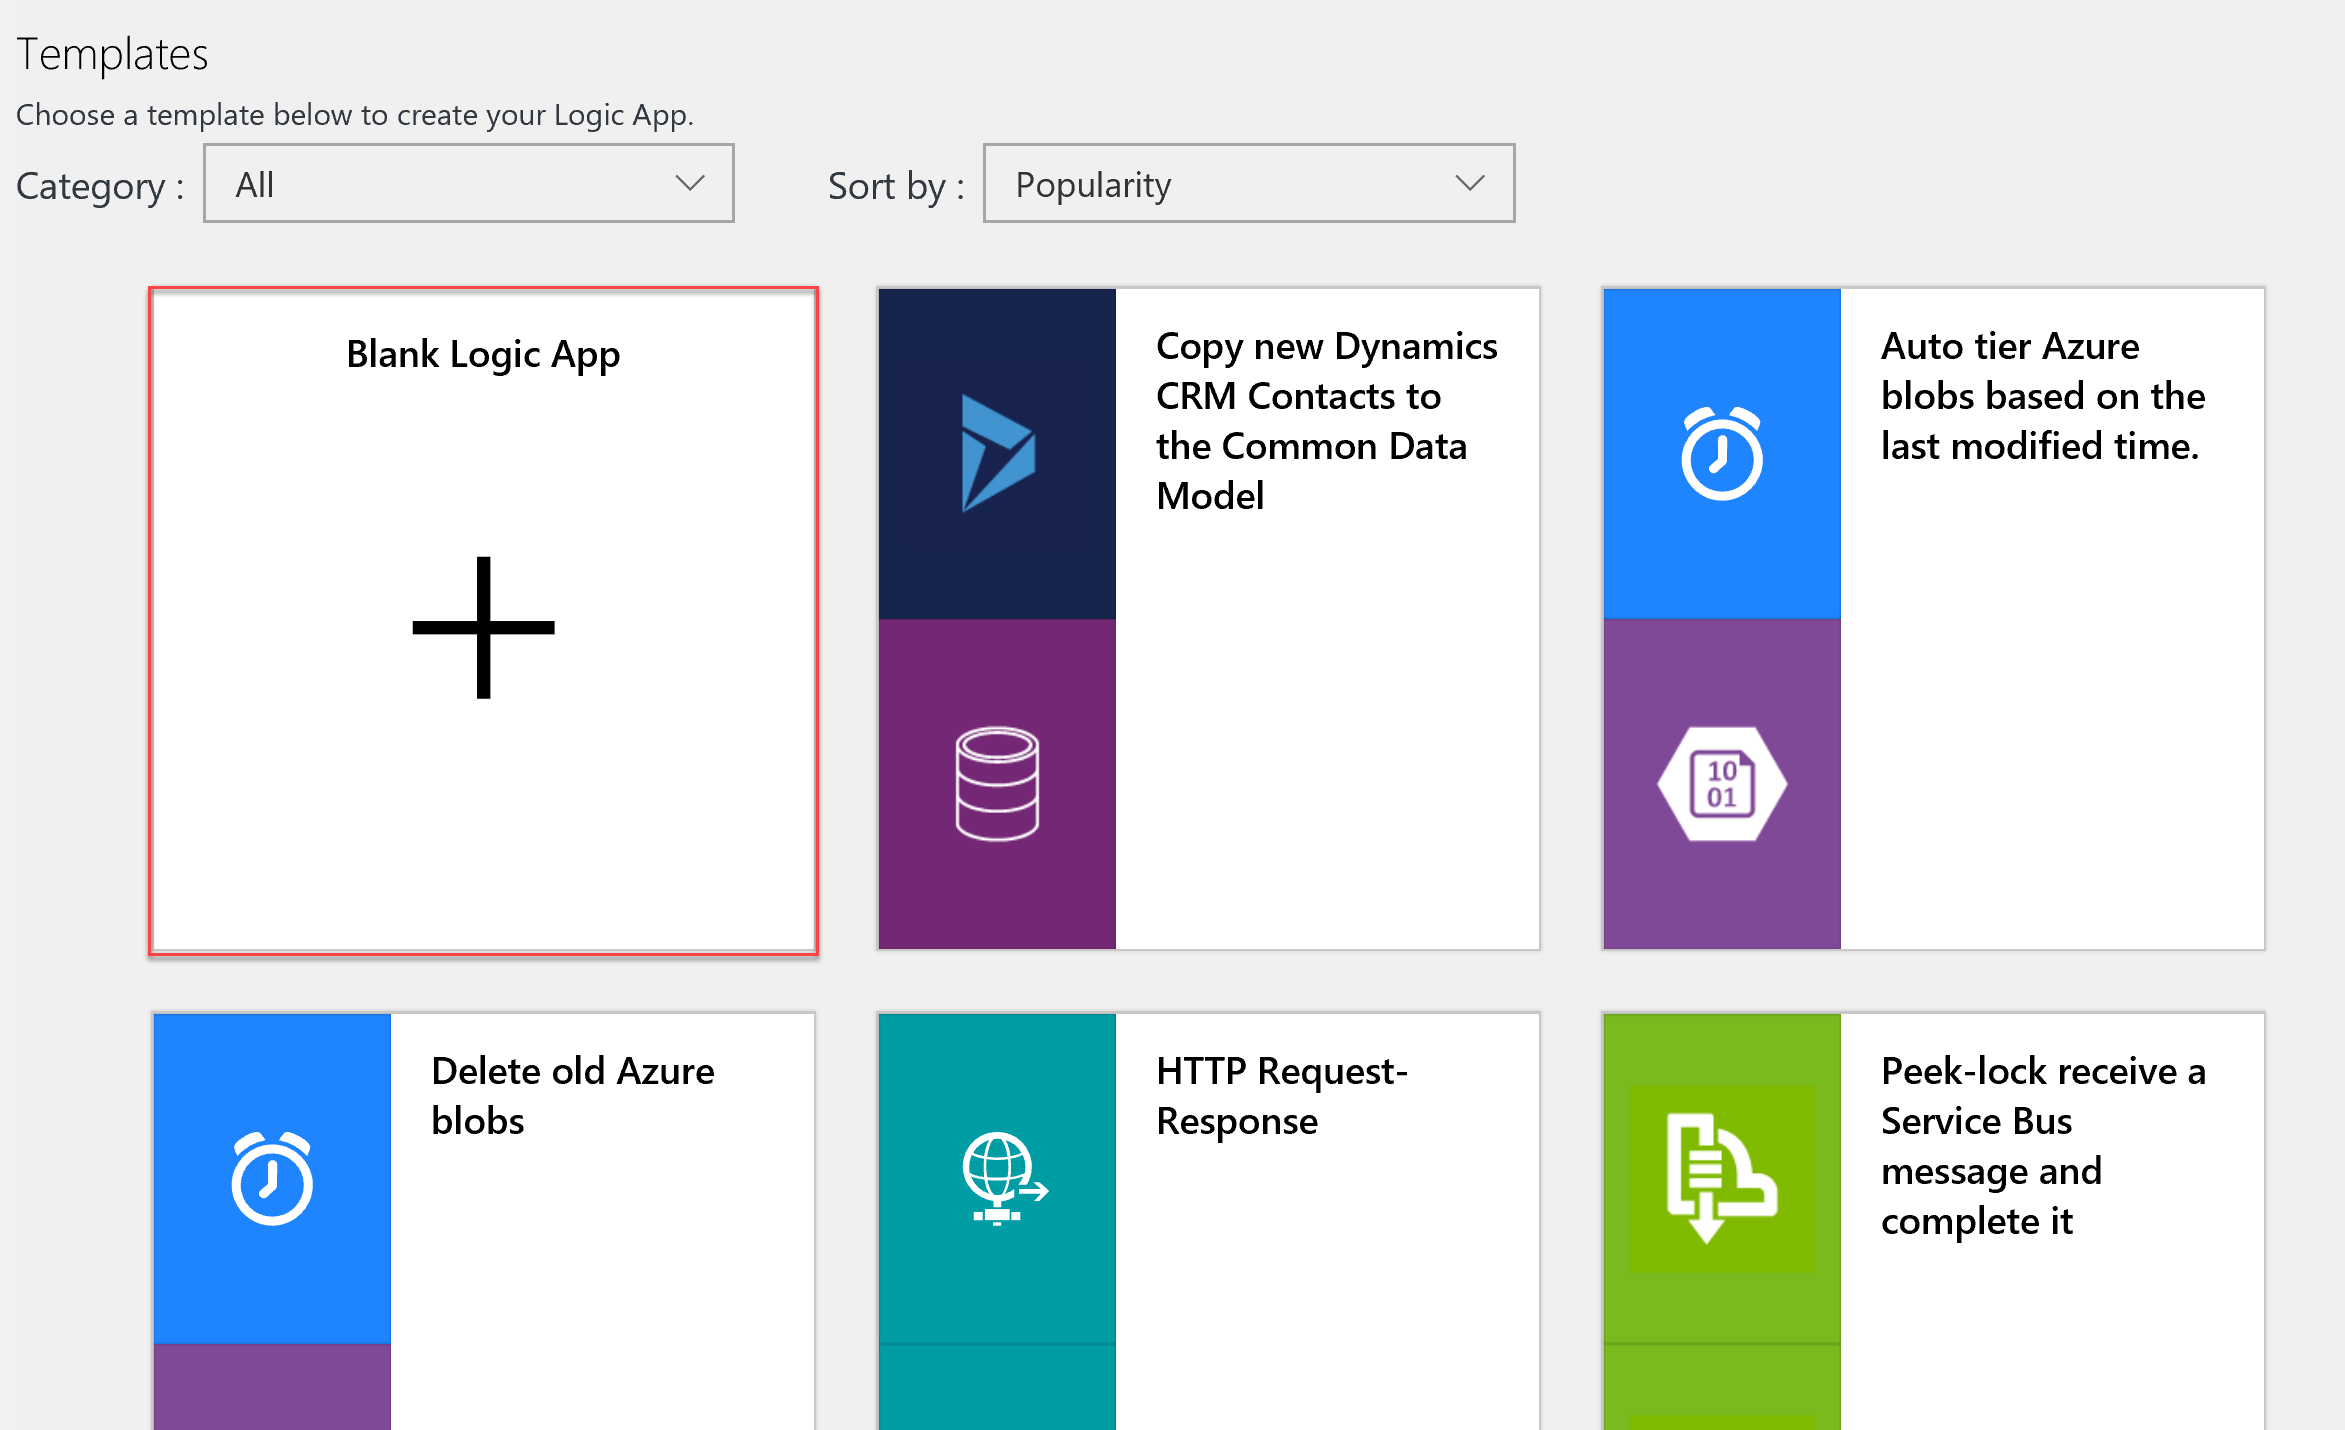 Templates
Choose a template below to create your Logic App.
Category : All Sort by : Popularity
Blank Logic App
Copy new Dynamics
CRM Contacts to
the Common Data
Model
Auto tier Azure
blobs based on the
last modified time.
10
01
Delete old Azure
blobs
HTTP Request-
Response
Peek-lock receive a
Service Bus
message and
complete it